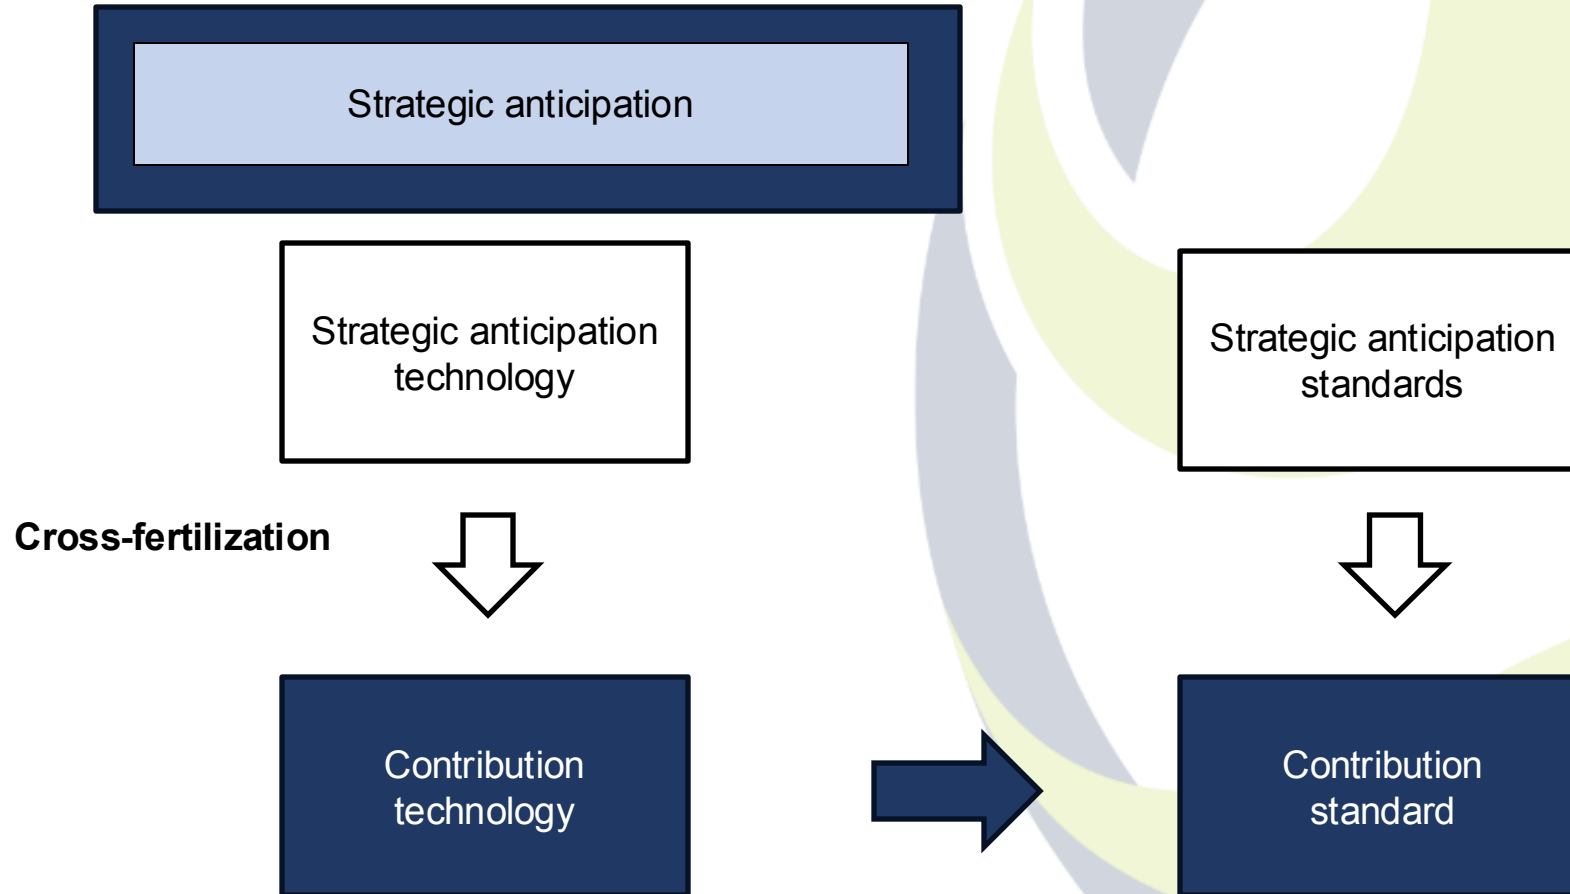 Strategic anticipation
Strategic anticipation
technology
Strategic anticipation
standards
Cross-fertilization
Contribution
technology
Contribution
standard